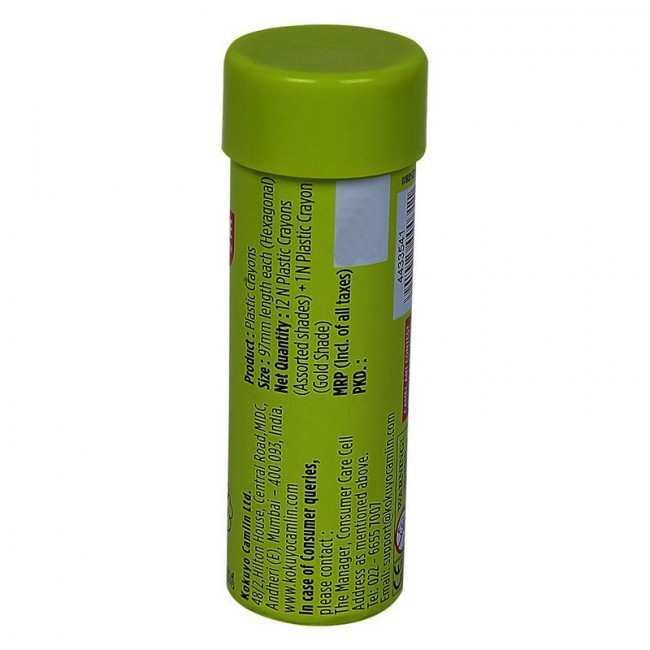 Product : Plastic Crayons
Size : 97mm length each (Hexagonal)
Net Quantity : 12 N Plastic Crayons
(Assorted shades) + 1 N Plastic Crayon
(Gold Shade)
MRP (Incl. of all taxes)
PKD. :
Kokuyo Camlin Ltd.
48/2, Hilton House, Central Road, MIDC,
Andheri (E), Mumbai – 400 093, India.
www.kokuyocamlin.com
In case of Consumer queries,
please contact :
The Manager, Consumer Care Cell
Address as mentioned above.
Tel: 022 - 6655 7007
Email: support@kokuyocamlin.com
4433541
WARNING!
CE